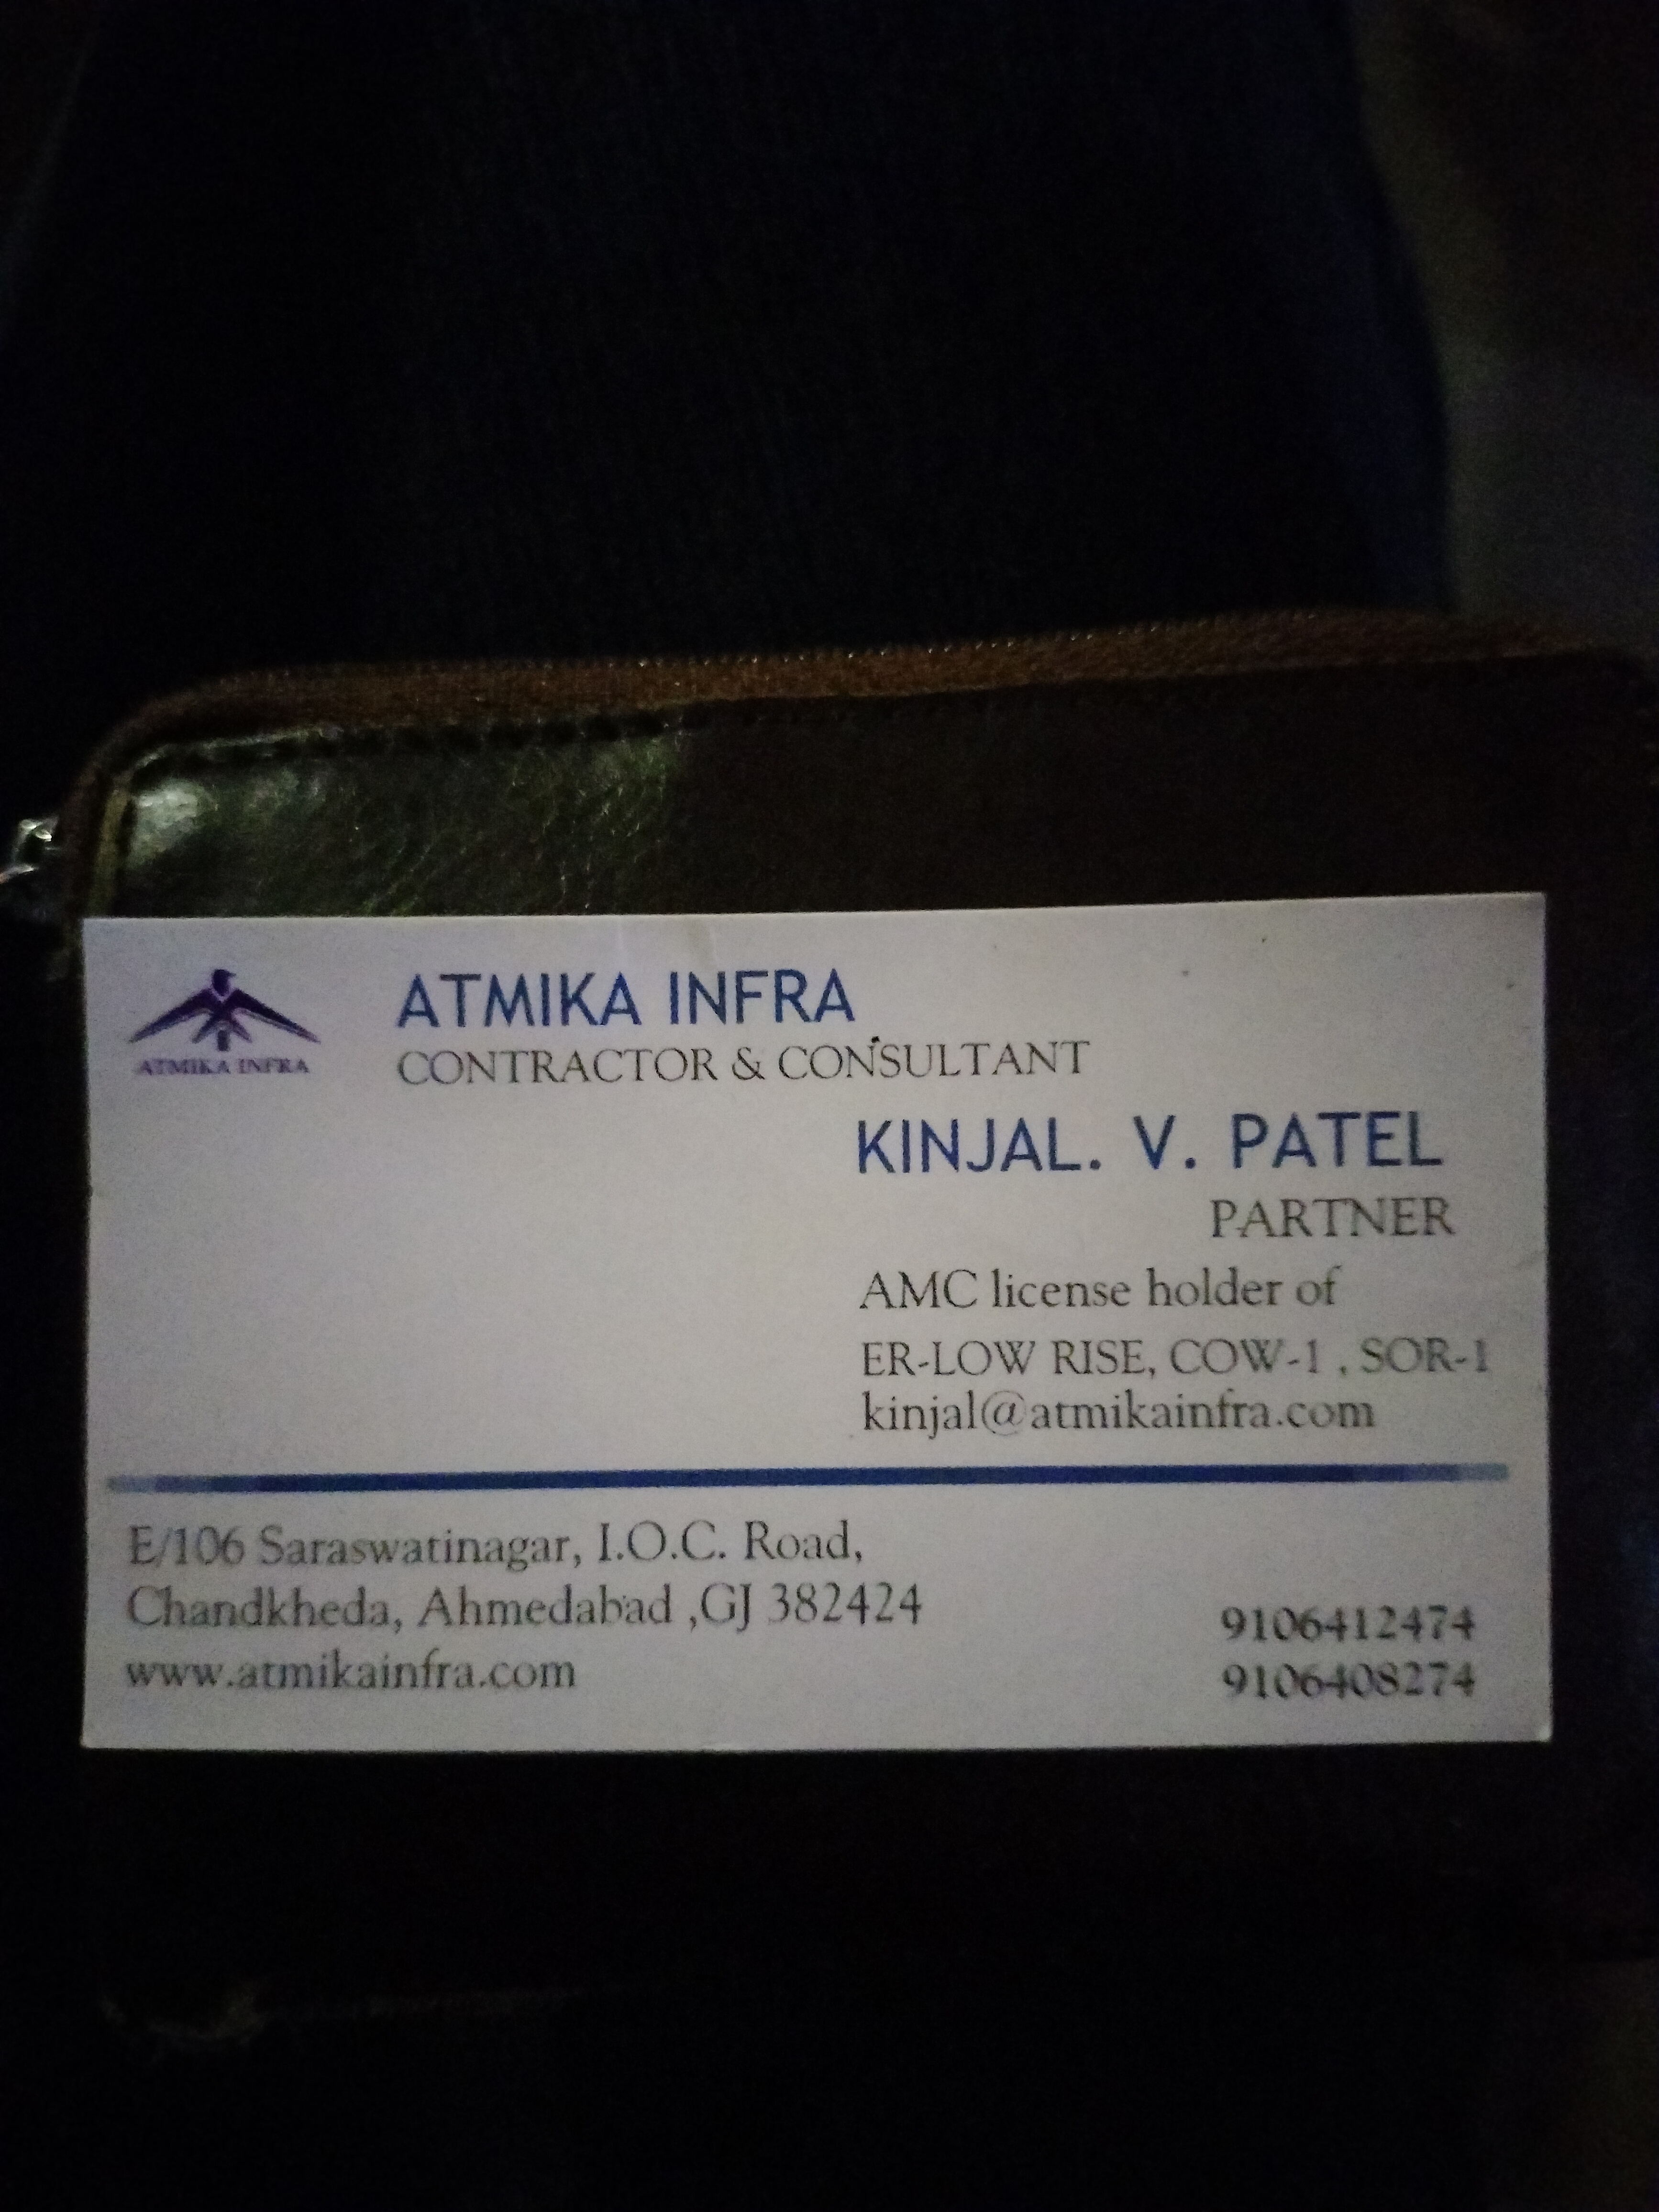 ATMIKA INFRA
ATMIKA INFRA
CONTRACTOR & CONSULTANT
KINJAL. V. PATEL
PARTNER
AMC license holder of
ER-LOW RISE, COW-1 , SOR-1
kinjal@atmikainfra.com
E/106 Saraswatinagar, I.O.C. Road,
Chandkheda, Ahmedabad ,GJ 382424
www.atmikainfra.com
9106412474
9106408274